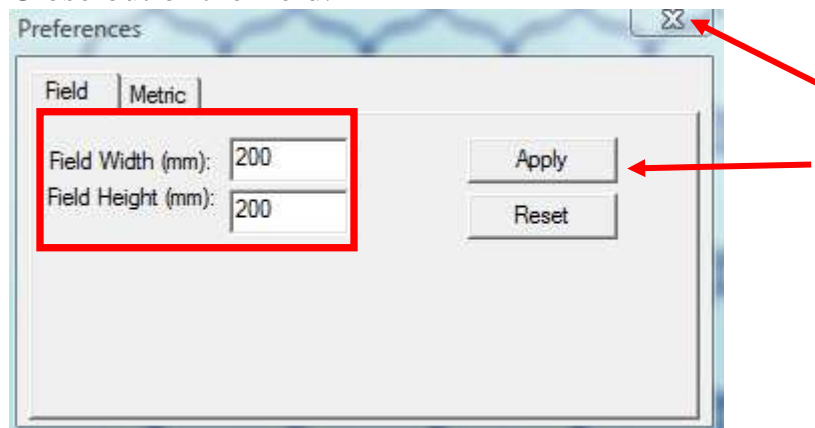 Preferences
Field Metric
Field Width (mm): 200 Apply
Field Height (mm): 200 Reset